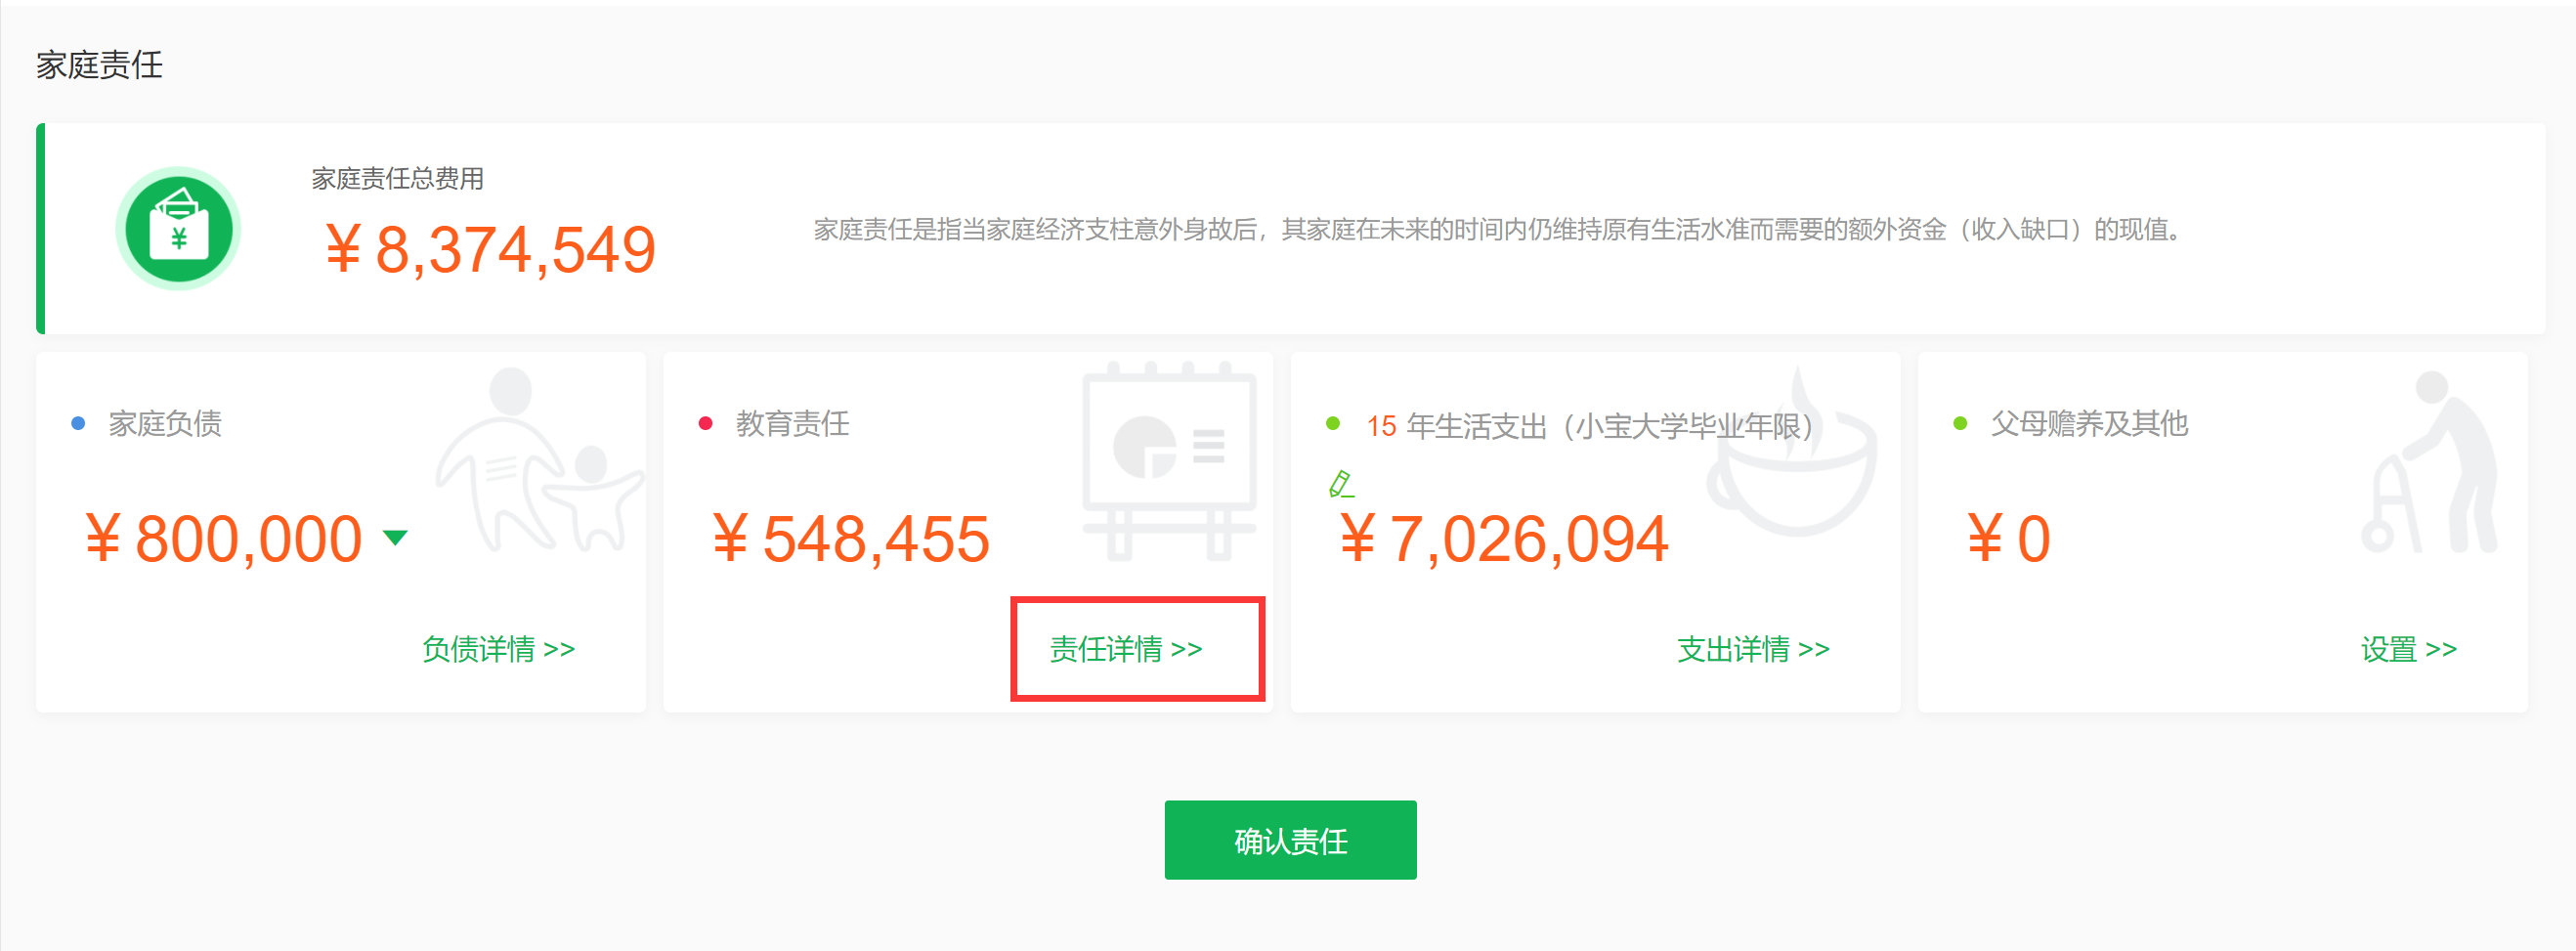 家庭责任
家庭责任总费用
¥ 8,374,549
家庭责任是指当家庭经济支柱意外身故后，其家庭在未来的时间内仍维持原有生活水准而需要的额外资金（收入缺口）的现值。
家庭负债
¥ 800,000
负债详情 >>
教育责任
¥ 548,455
责任详情 >>
15 年生活支出（小宝大学毕业年限）
¥ 7,026,094
支出详情 >>
父母赡养及其他
¥ 0
设置 >>
确认责任